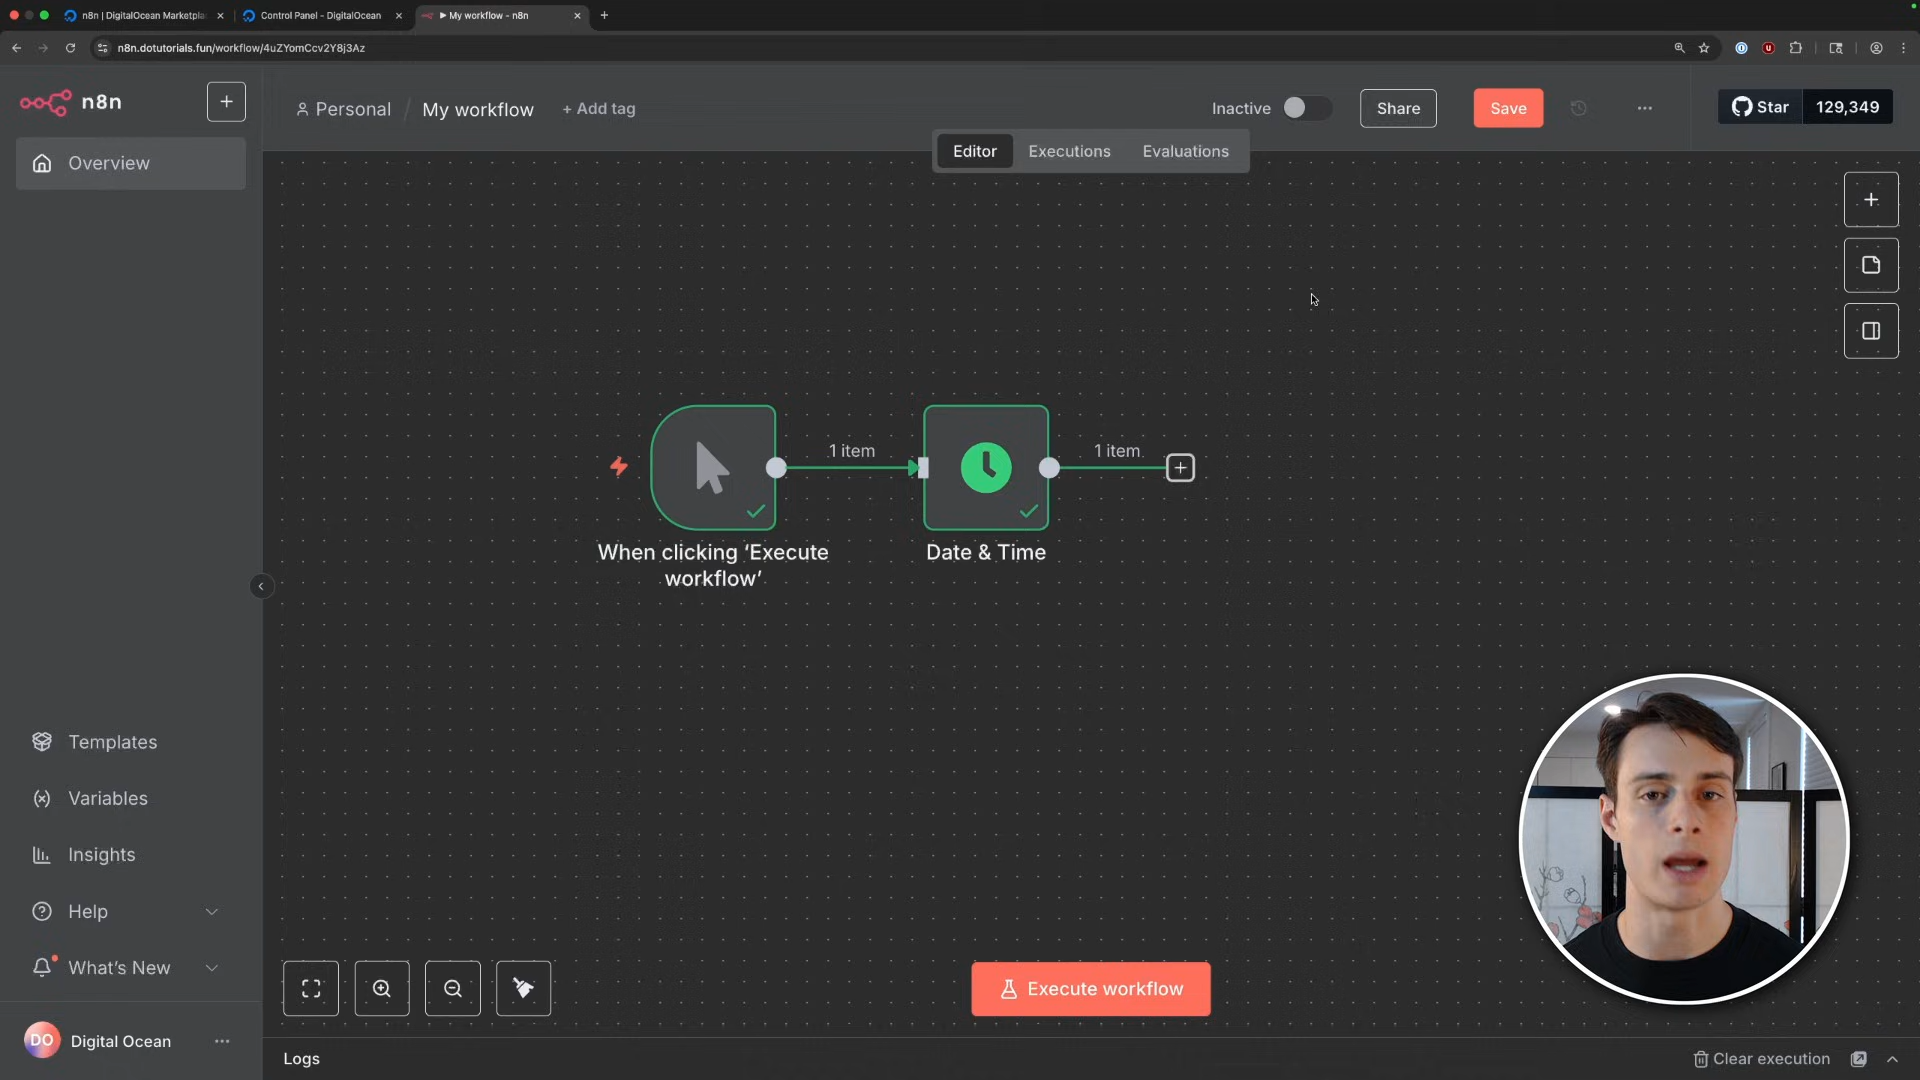 n8n | DigitalOcean Marketpla
Control Panel - DigitalOcean
My workflow - n8n
n8n.dotutorials.fun/workflow/4uZYomCcv2Y8j3Az
n8n
Personal / My workflow
+ Add tag
Inactive
Share
Save
Star
129,349
Overview
Editor
Executions
Evaluations
1 item
1 item
When clicking ‘Execute
workflow’
Date & Time
Templates
Variables
Insights
Help
What’s New
Execute workflow
DO
Digital Ocean
Logs
Clear execution